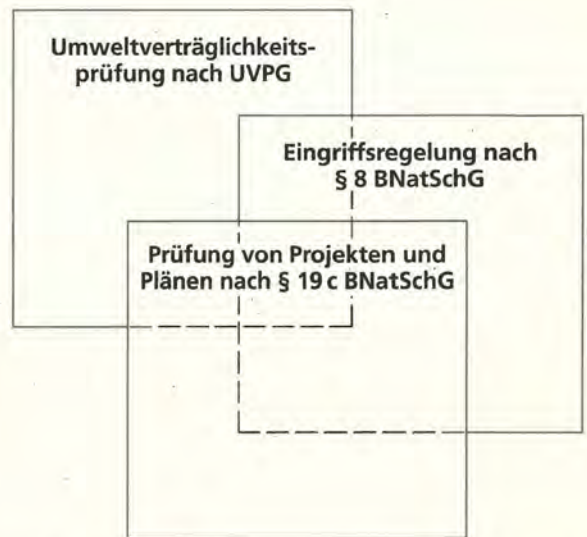 Umweltverträglichkeits-
prüfung nach UVPG
Eingriffsregelung nach
§ 8 BNatSchG
Prüfung von Projekten und
Plänen nach § 19 c BNatSchG